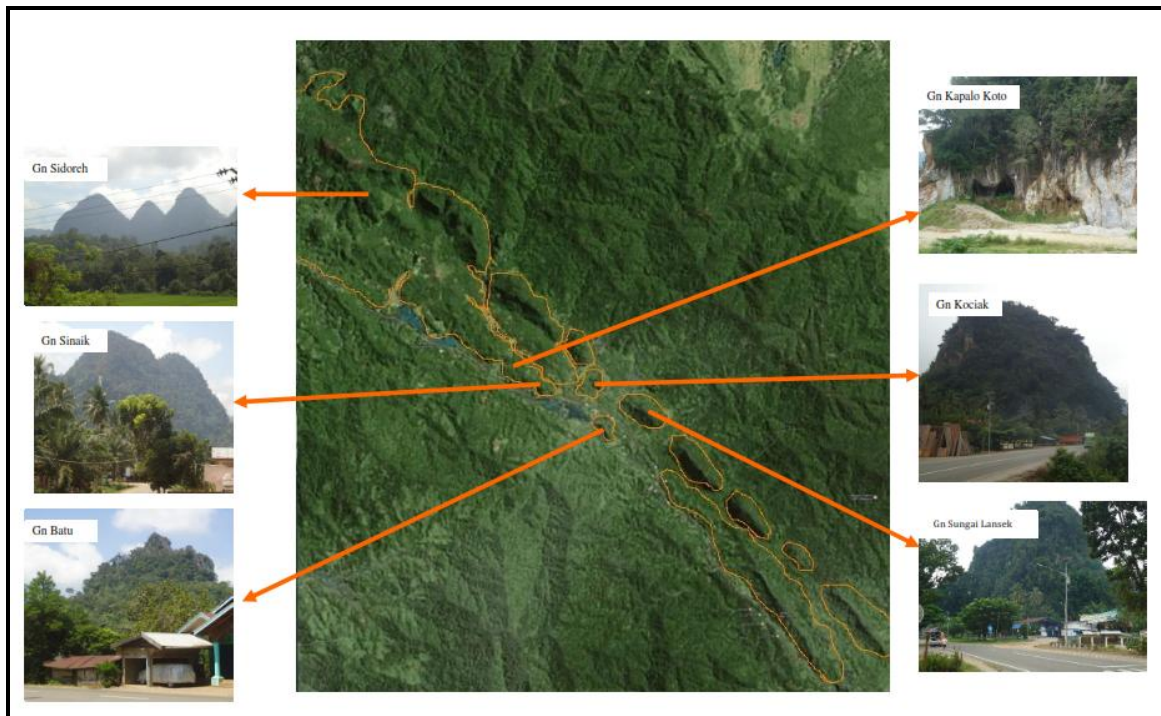 Gn Sidoreh
Gn Sinaik
Gn Batu
Gn Kapalo Koto
Gn Kociak
Gn Sungai Lansek